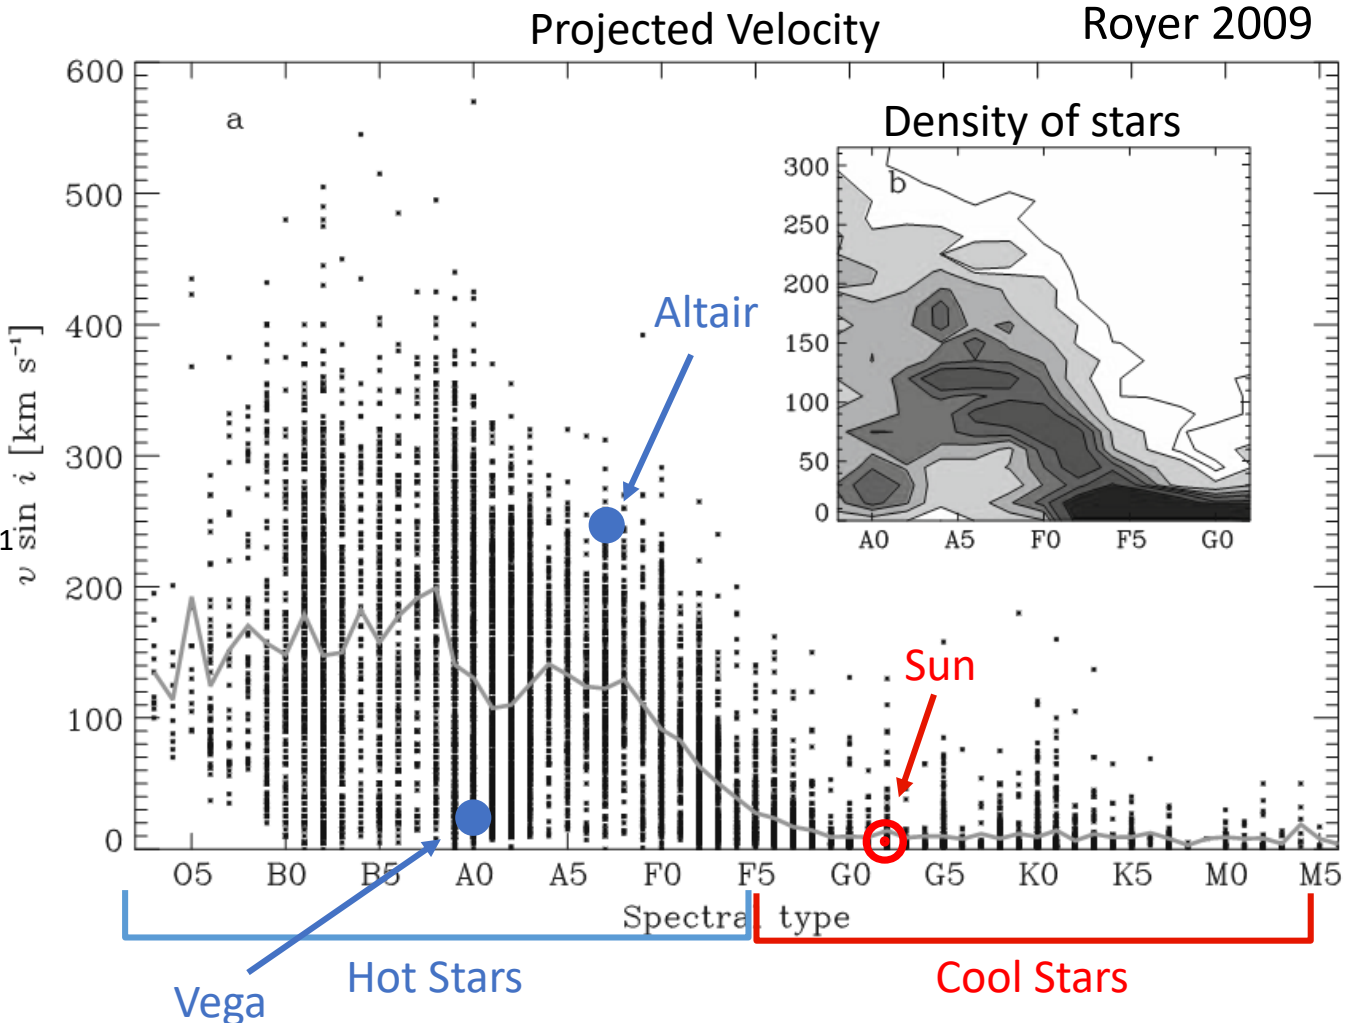 Projected Velocity
Royer 2009
600
500
400
300
200
100
0
v sin i [km s⁻¹]
1
a
Density of stars
b
300
250
200
150
100
50
0
A0 A5 F0 F5 G0
Altair
Sun
O5 B0 B5 A0 A5 F0 F5 G0 G5 K0 K5 M0 M5
Spectral type
Hot Stars
Cool Stars
Vega